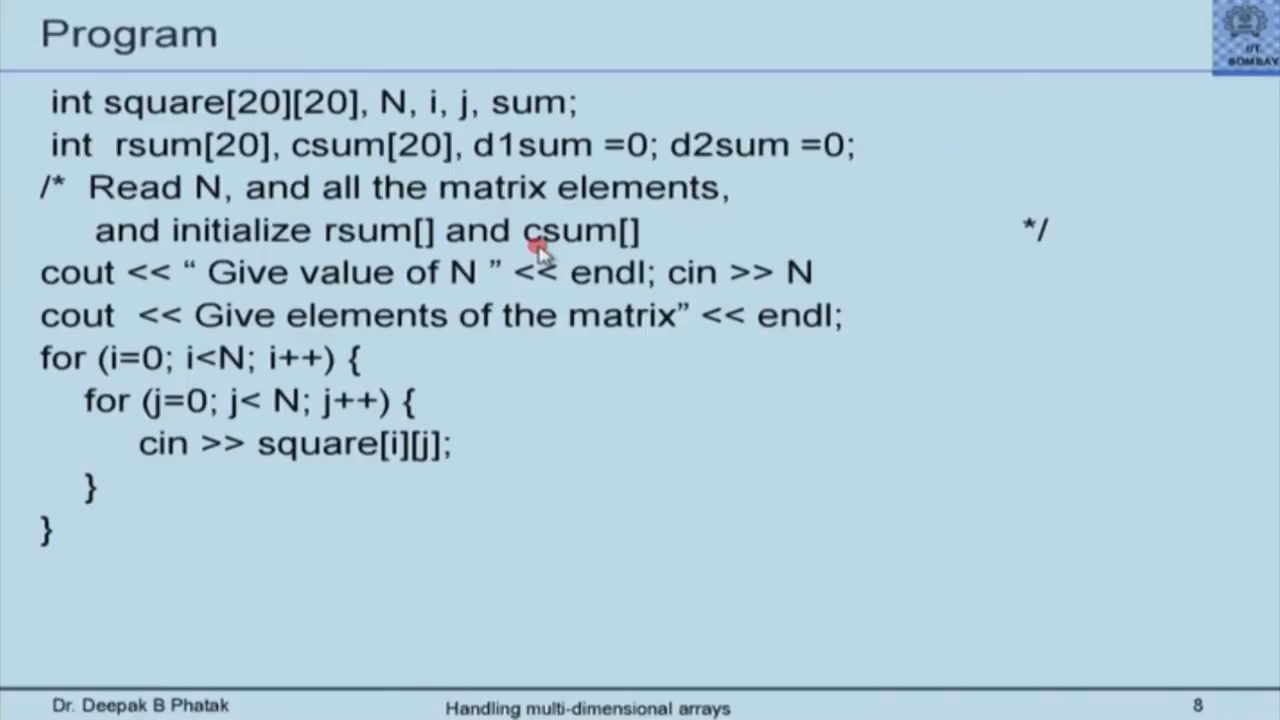 Program
IIT BOMBAY
int square[20][20], N, i, j, sum;
int rsum[20], csum[20], d1sum =0; d2sum =0;
/* Read N, and all the matrix elements,
and initialize rsum[] and csum[] */
cout << “ Give value of N ” << endl; cin >> N
cout << Give elements of the matrix” << endl;
for (i=0; i<N; i++) {
for (j=0; j< N; j++) {
cin >> square[i][j];
}
}
Dr. Deepak B Phatak
Handling multi-dimensional arrays
8